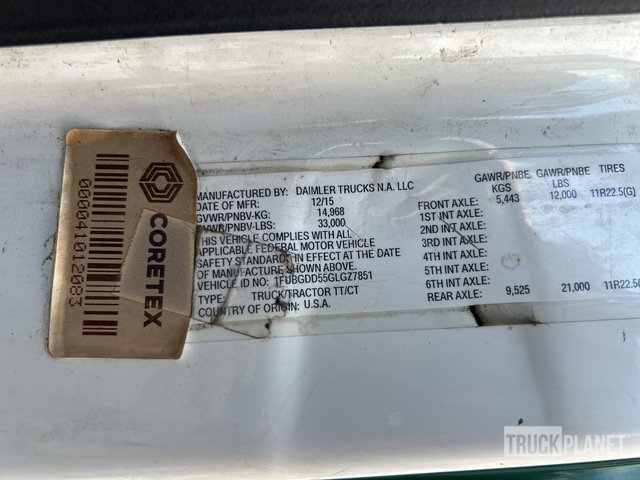 CORETEX
0000041012083
MANUFACTURED BY: DAIMLER TRUCKS N.A. LLC
DATE OF MFR: 12/15
GVWR/PNBV-KG: 14,968
GVWR/PNBV-LBS: 33,000
THIS VEHICLE COMPLIES WITH ALL
APPLICABLE FEDERAL MOTOR VEHICLE
SAFETY STANDARDS IN EFFECT AT THE DATE
OF MANUFACTURE SHOWN ABOVE.
VEHICLE ID NO: 1FUBGDD55GLGZ7851
TYPE: TRUCK/TRACTOR TT/CT
COUNTRY OF ORIGIN: U.S.A.
GAWR/PNBE GAWR/PNBE TIRES
KGS LBS
FRONT AXLE: 5,443 12,000 11R22.5(G)
1ST INT AXLE:
2ND INT AXLE:
3RD INT AXLE:
4TH INT AXLE:
5TH INT AXLE:
6TH INT AXLE:
REAR AXLE: 9,525 21,000 11R22.5(G
TRUCKPLANET